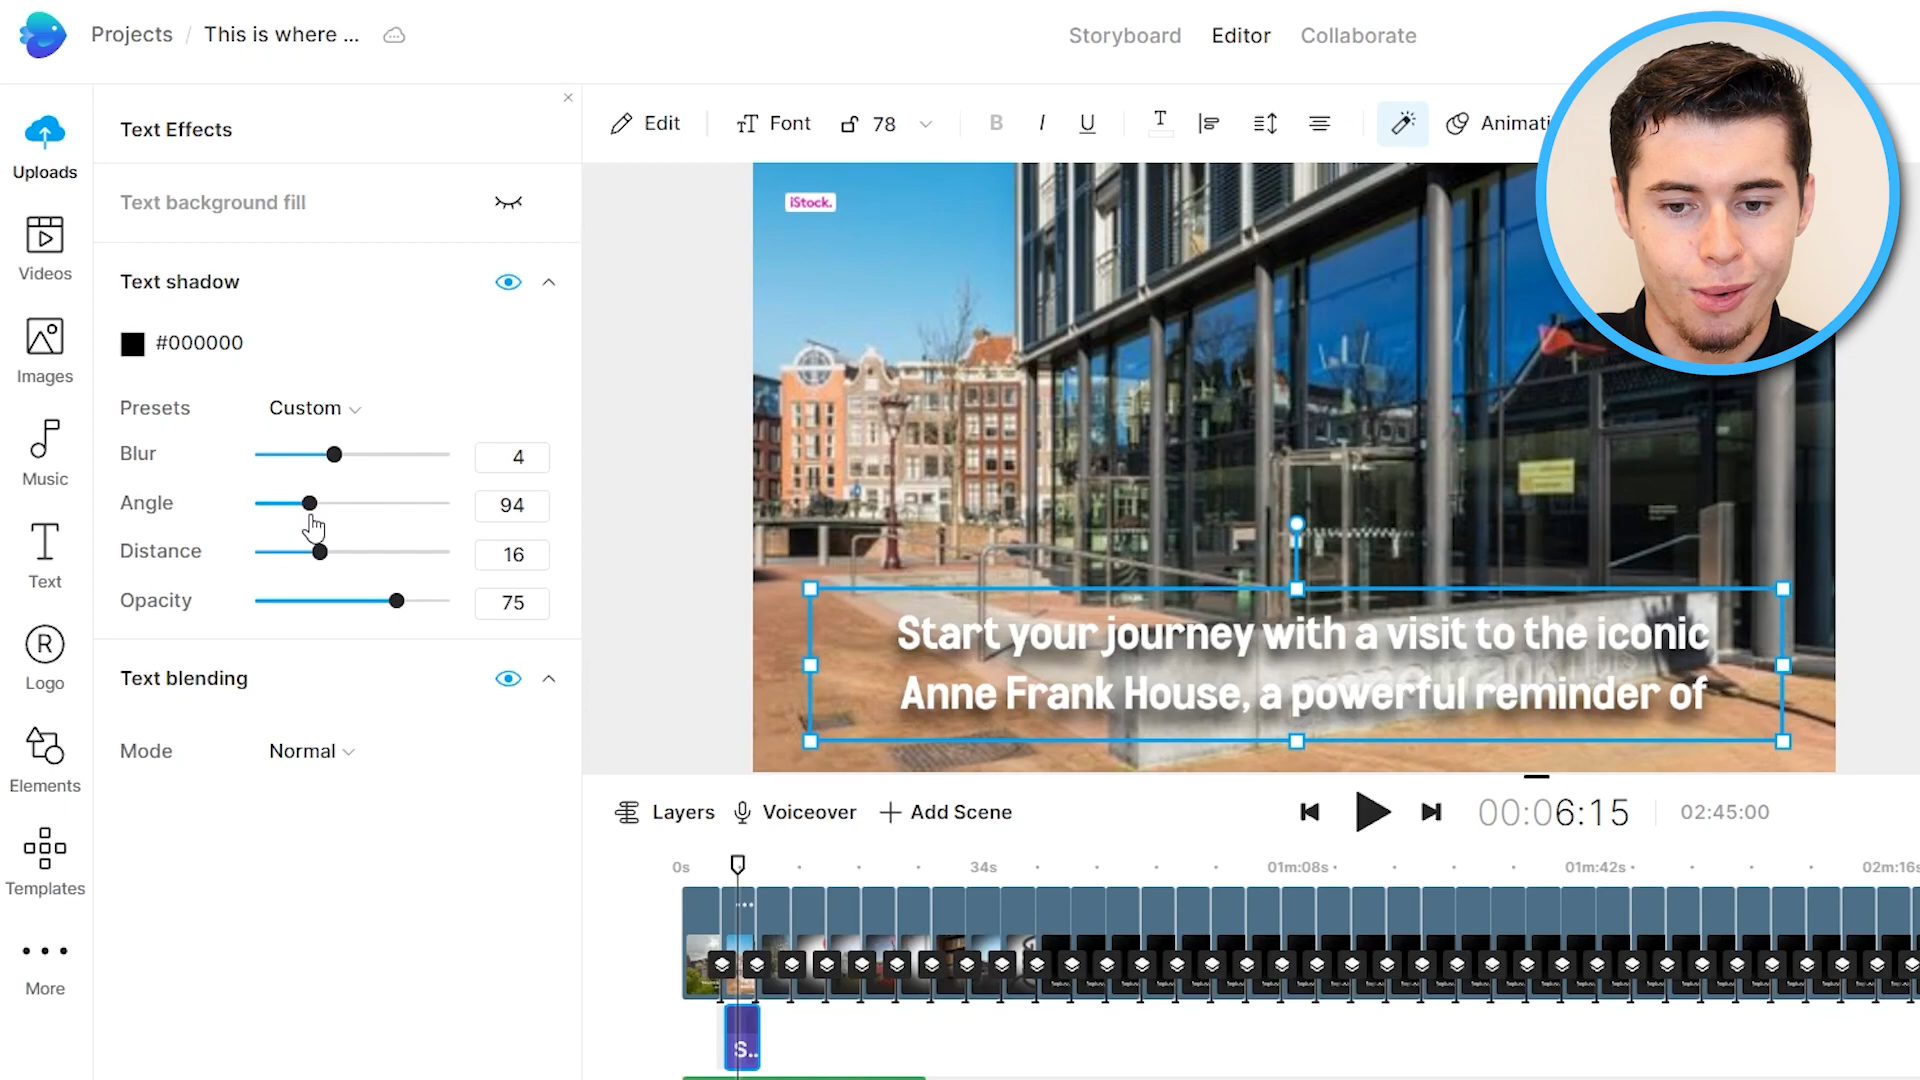 Projects / This is where ...
Storyboard Editor Collaborate
Uploads
Videos
Images
Music
Text
Logo
Elements
Templates
More
Text Effects
Text background fill
Text shadow
#000000
Presets Custom
Blur 4
Angle 94
Distance 16
Opacity 75
Text blending
Mode Normal
Edit Font 78 B I U Animati
iStock.
Start your journey with a visit to the iconic
Anne Frank House, a powerful reminder of
Layers Voiceover Add Scene 00:06:15 02:45:00
0s 34s 01m:08s 01m:42s 02m:16s
S..